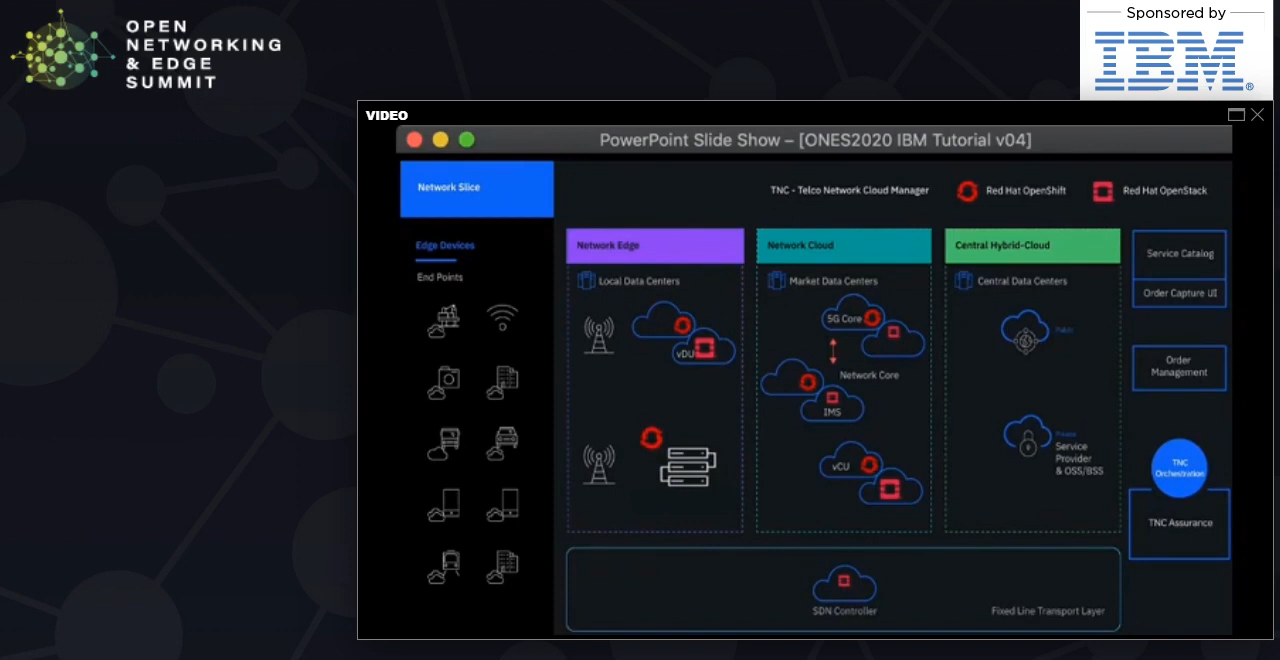 OPEN
NETWORKING
& EDGE
SUMMIT
Sponsored by
IBM®
VIDEO
PowerPoint Slide Show – [ONES2020 IBM Tutorial v04]
Network Slice
TNC - Telco Network Cloud Manager
Red Hat OpenShift
Red Hat OpenStack
Edge Devices
End Points
Network Edge
Local Data Centers
vDU
Network Cloud
Market Data Centers
5G Core
Network Core
IMS
vCU
Central Hybrid-Cloud
Central Data Centers
Public
Private
Service
Provider
& OSS/BSS
Service Catalog
Order Capture UI
Order
Management
TNC
Orchestration
TNC Assurance
SDN Controller
Fixed Line Transport Layer